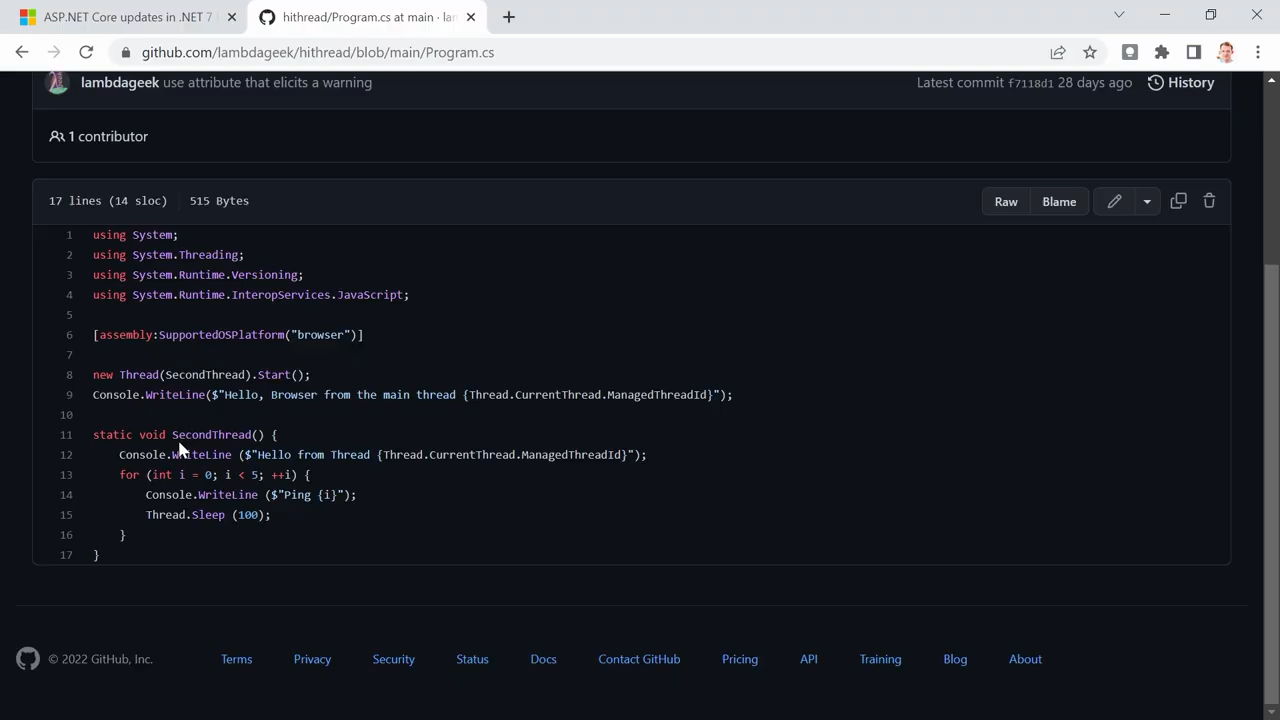 ASP.NET Core updates in .NET 7
hithread/Program.cs at main · lam
github.com/lambdageek/hithread/blob/main/Program.cs
lambdageek use attribute that elicits a warning
Latest commit f7118d1 28 days ago
History
1 contributor
17 lines (14 sloc) 515 Bytes
Raw
Blame
1 using System;
2 using System.Threading;
3 using System.Runtime.Versioning;
4 using System.Runtime.InteropServices.JavaScript;
5
6 [assembly:SupportedOSPlatform("browser")]
7
8 new Thread(SecondThread).Start();
9 Console.WriteLine($"Hello, Browser from the main thread {Thread.CurrentThread.ManagedThreadId}");
10
11 static void SecondThread() {
12 Console.WriteLine ($"Hello from Thread {Thread.CurrentThread.ManagedThreadId}");
13 for (int i = 0; i < 5; ++i) {
14 Console.WriteLine ($"Ping {i}");
15 Thread.Sleep (100);
16 }
17 }
© 2022 GitHub, Inc.
Terms
Privacy
Security
Status
Docs
Contact GitHub
Pricing
API
Training
Blog
About